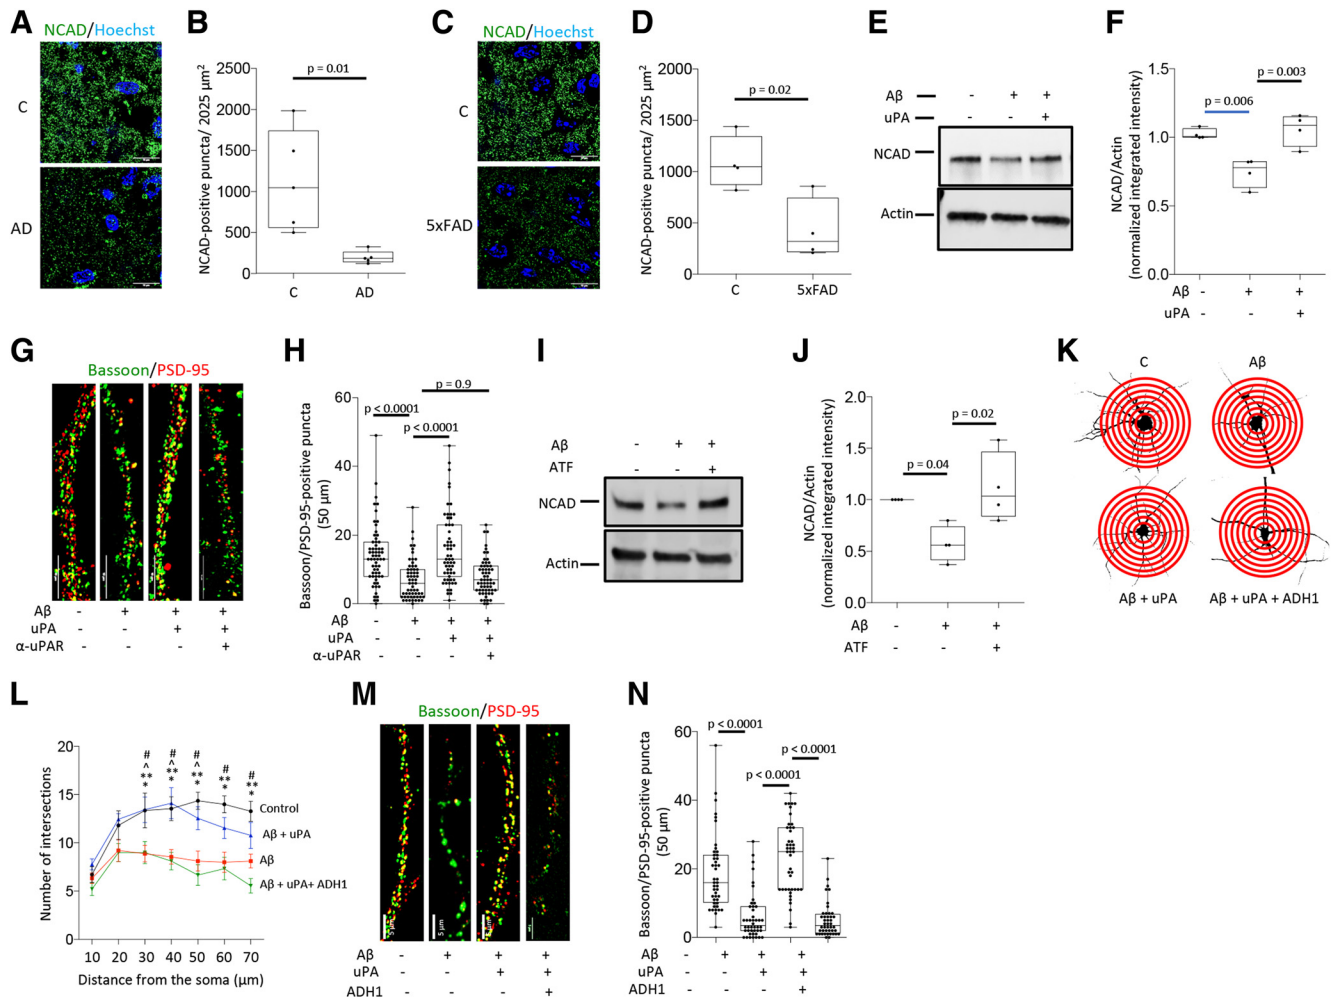 A
NCAD/Hoechst
C
AD
B
NCAD-positive puncta/ 2025 µm²
2500
2000
1500
1000
500
0
p = 0.01
C AD
C
NCAD/Hoechst
C
5xFAD
D
NCAD-positive puncta/ 2025 µm²
2000
1500
1000
500
0
p = 0.02
C 5xFAD
E
Aβ - + +
uPA - - +
NCAD
Actin
F
NCAD/Actin
(normalized integrated intensity)
1.5
1.0
0.5
0.0
p = 0.003
p = 0.006
Aβ - + +
uPA - - +
G
Bassoon/PSD-95
Aβ - + + +
uPA - - + +
α-uPAR - - - +
H
Bassoon/PSD-95-positive puncta
(50 µm)
60
40
20
0
p = 0.9
p < 0.0001
p < 0.0001
Aβ - + + +
uPA - - + +
α-uPAR - - - +
I
Aβ - + +
ATF - - +
NCAD
Actin
J
NCAD/Actin
(normalized integrated intensity)
2.0
1.5
1.0
0.5
0.0
p = 0.02
p = 0.04
Aβ - + +
ATF - - +
K
C Aβ
Aβ + uPA Aβ + uPA + ADH1
L
Number of intersections
20
15
10
5
0
# # # # #
^ ^ ^
** ** ** ** **
* * * * *
Control
Aβ + uPA
Aβ
Aβ + uPA+ ADH1
10 20 30 40 50 60 70
Distance from the soma (µm)
M
Bassoon/PSD-95
5 µm
5 µm
Aβ - + + +
uPA - - + +
ADH1 - - - +
N
Bassoon/PSD-95-positive puncta
(50 µm)
60
40
20
0
p < 0.0001
p < 0.0001
p < 0.0001
Aβ - + + +
uPA - - + +
ADH1 - - - +